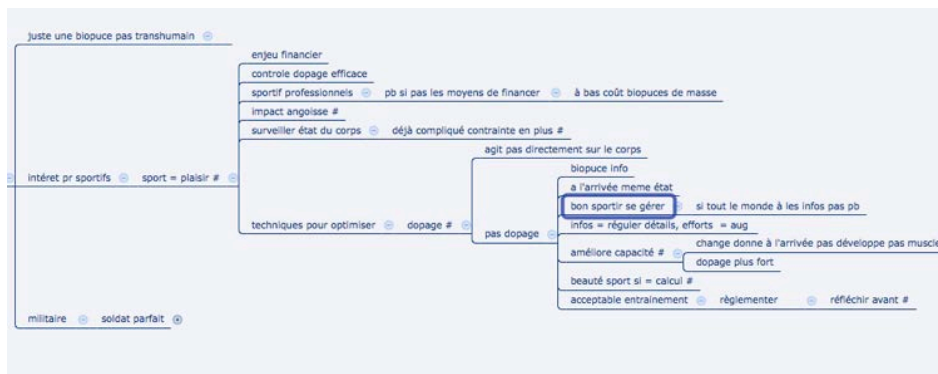 juste une biopuce pas transhumain
enjeu financier
controle dopage efficace
sportif professionnels pb si pas les moyens de financer à bas coût biopuces de masse
impact angoisse #
surveiller état du corps déjà compliqué contrainte en plus #
agit pas directement sur le corps
biopuce info
intéret pr sportifs sport = plaisir #
a l'arrivée meme état
bon sportir se gérer si tout le monde à les infos pas pb
techniques pour optimiser dopage #
infos = réguler détails, efforts = aug
pas dopage
change donne à l'arrivée pas développe pas muscle
améliore capacité #
dopage plus fort
beauté sport si = calcul #
acceptable entrainement règlementer réfléchir avant #
militaire soldat parfait